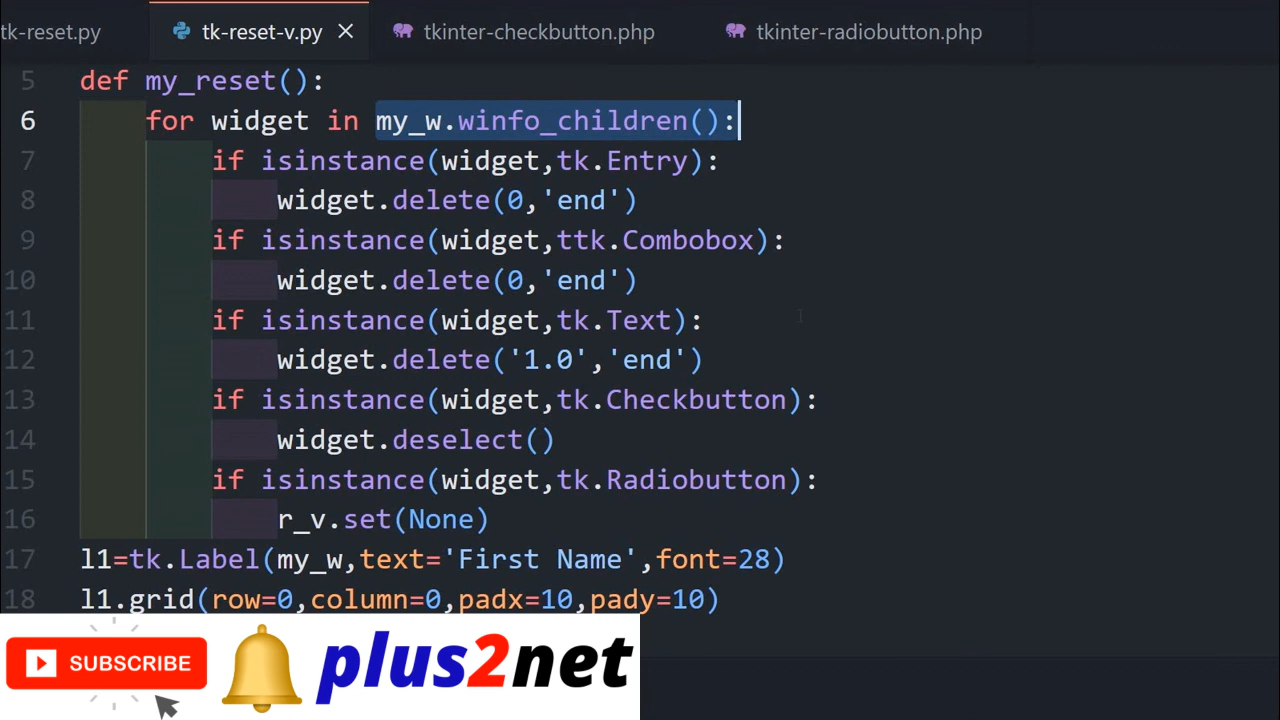 tk-reset.py tk-reset-v.py tkinter-checkbutton.php tkinter-radiobutton.php
5 def my_reset():
6 for widget in my_w.winfo_children():
7 if isinstance(widget,tk.Entry):
8 widget.delete(0,'end')
9 if isinstance(widget,ttk.Combobox):
10 widget.delete(0,'end')
11 if isinstance(widget,tk.Text):
12 widget.delete('1.0','end')
13 if isinstance(widget,tk.Checkbutton):
14 widget.deselect()
15 if isinstance(widget,tk.Radiobutton):
16 r_v.set(None)
17 l1=tk.Label(my_w,text='First Name',font=28)
18 l1.grid(row=0,column=0,padx=10,pady=10)
SUBSCRIBE plus2net